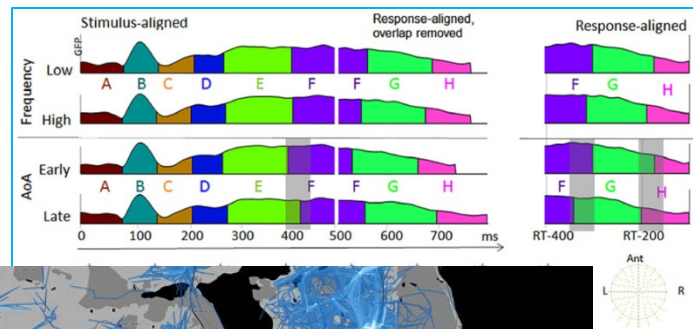 Stimulus-aligned
Response-aligned,
overlap removed
Response-aligned
GFP
Frequency
Low
A B C D E F F G H
F G H
High
AoA
Early
A B C D E F F G H
F G H
Late
0 100 200 300 400 500 600 700 ms
RT-400 RT-200
Ant
L R